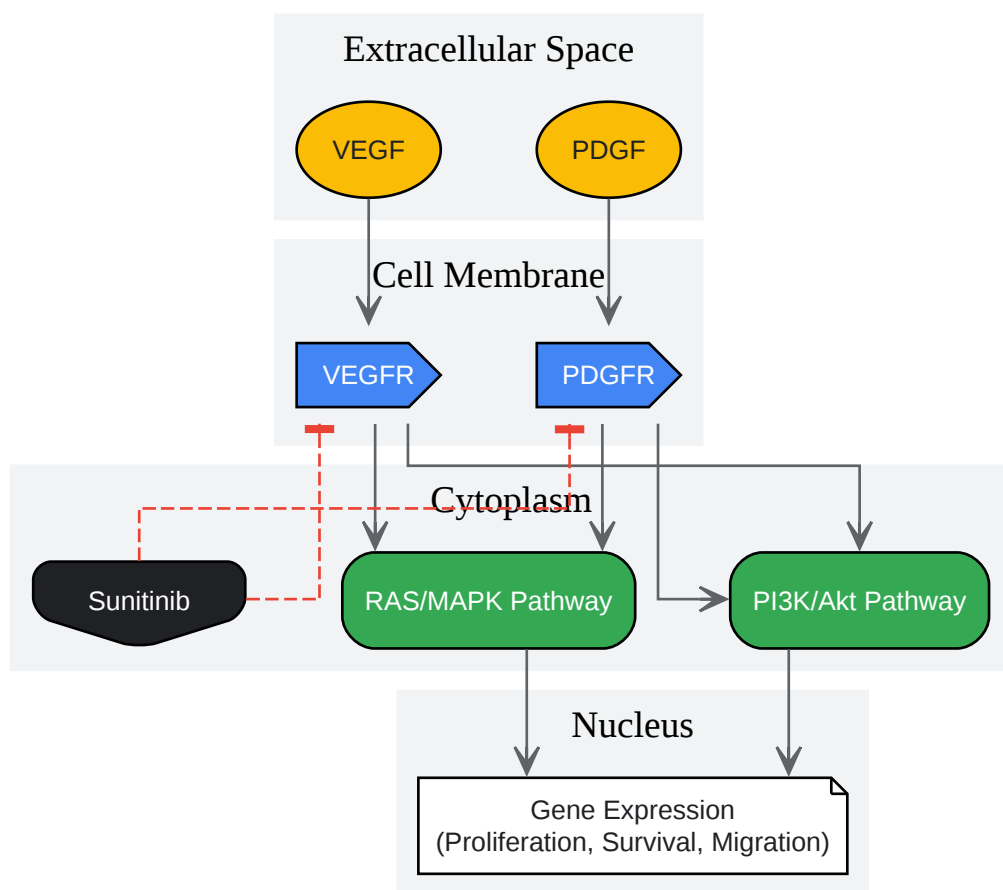 Extracellular Space
VEGF
PDGF
Cell Membrane
VEGFR
PDGFR
Cytoplasm
Sunitinib
RAS/MAPK Pathway
PI3K/Akt Pathway
Nucleus
Gene Expression
(Proliferation, Survival, Migration)